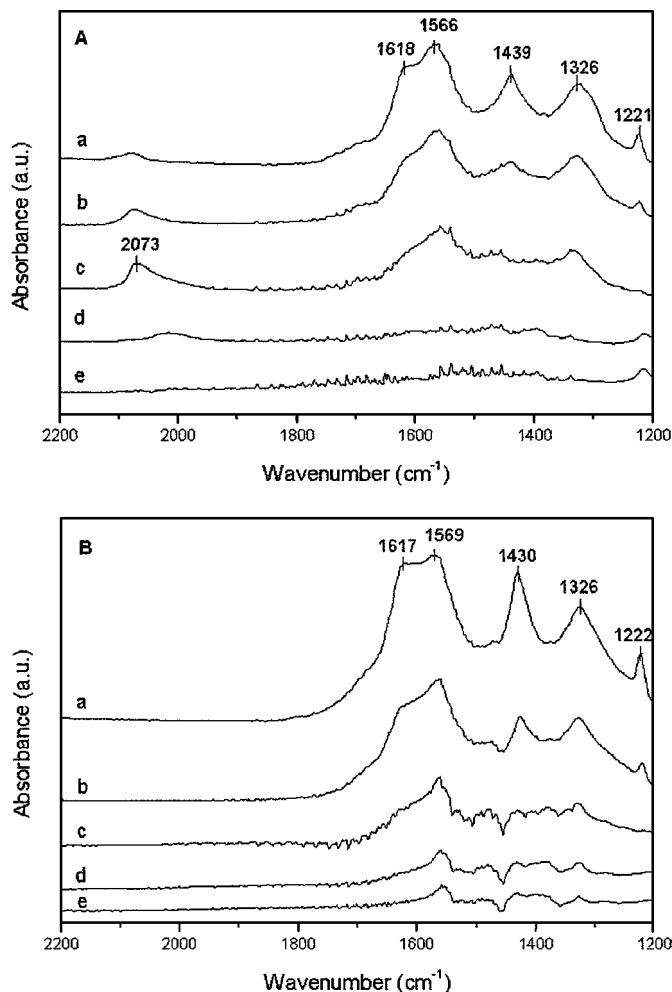 A
1618
1566
1439
1326
1221
a
b
2073
c
d
e
Absorbance (a.u.)
2200 2000 1800 1600 1400 1200
Wavenumber (cm⁻¹)
B
1617
1569
1430
1326
1222
a
b
c
d
e
Absorbance (a.u.)
2200 2000 1800 1600 1400 1200
Wavenumber (cm⁻¹)